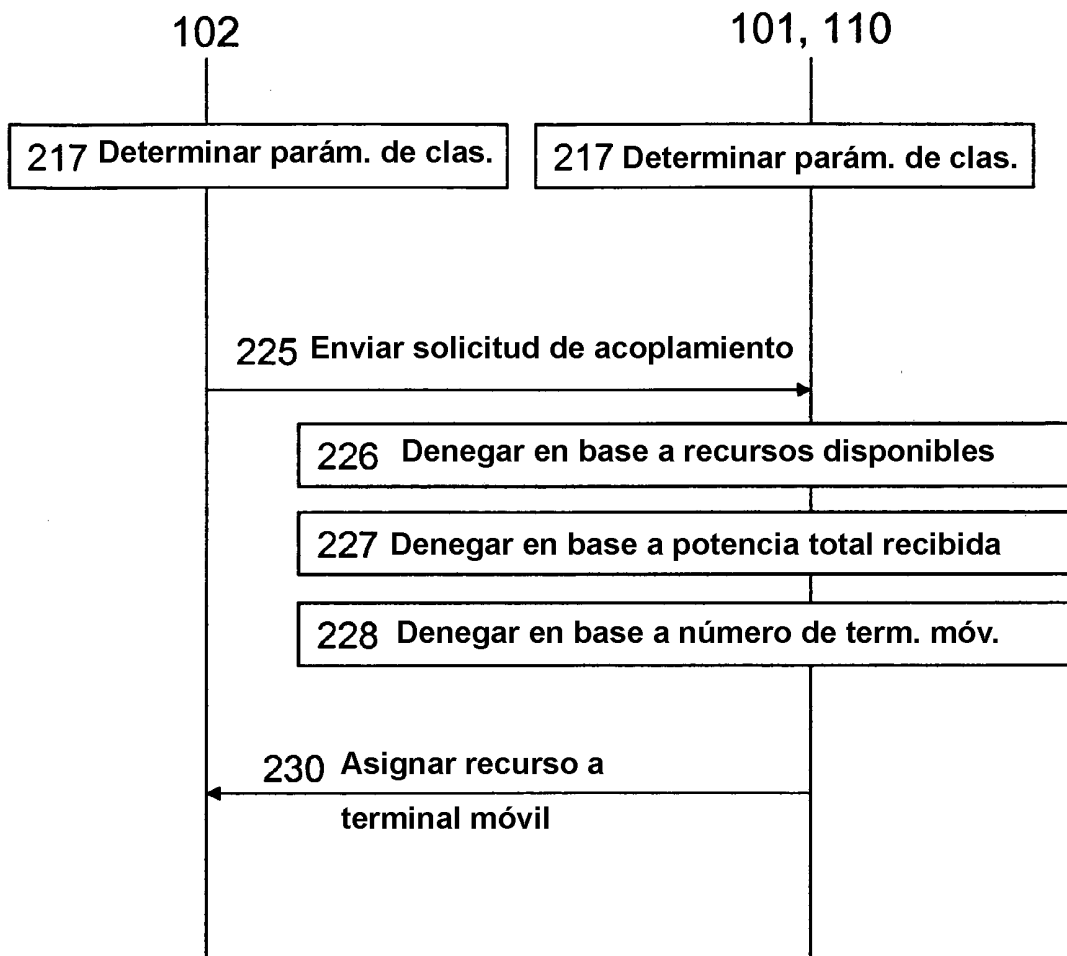 102
101, 110
217 Determinar parám. de clas.
217 Determinar parám. de clas.
225 Enviar solicitud de acoplamiento
226 Denegar en base a recursos disponibles
227 Denegar en base a potencia total recibida
228 Denegar en base a número de term. móv.
230 Asignar recurso a
terminal móvil